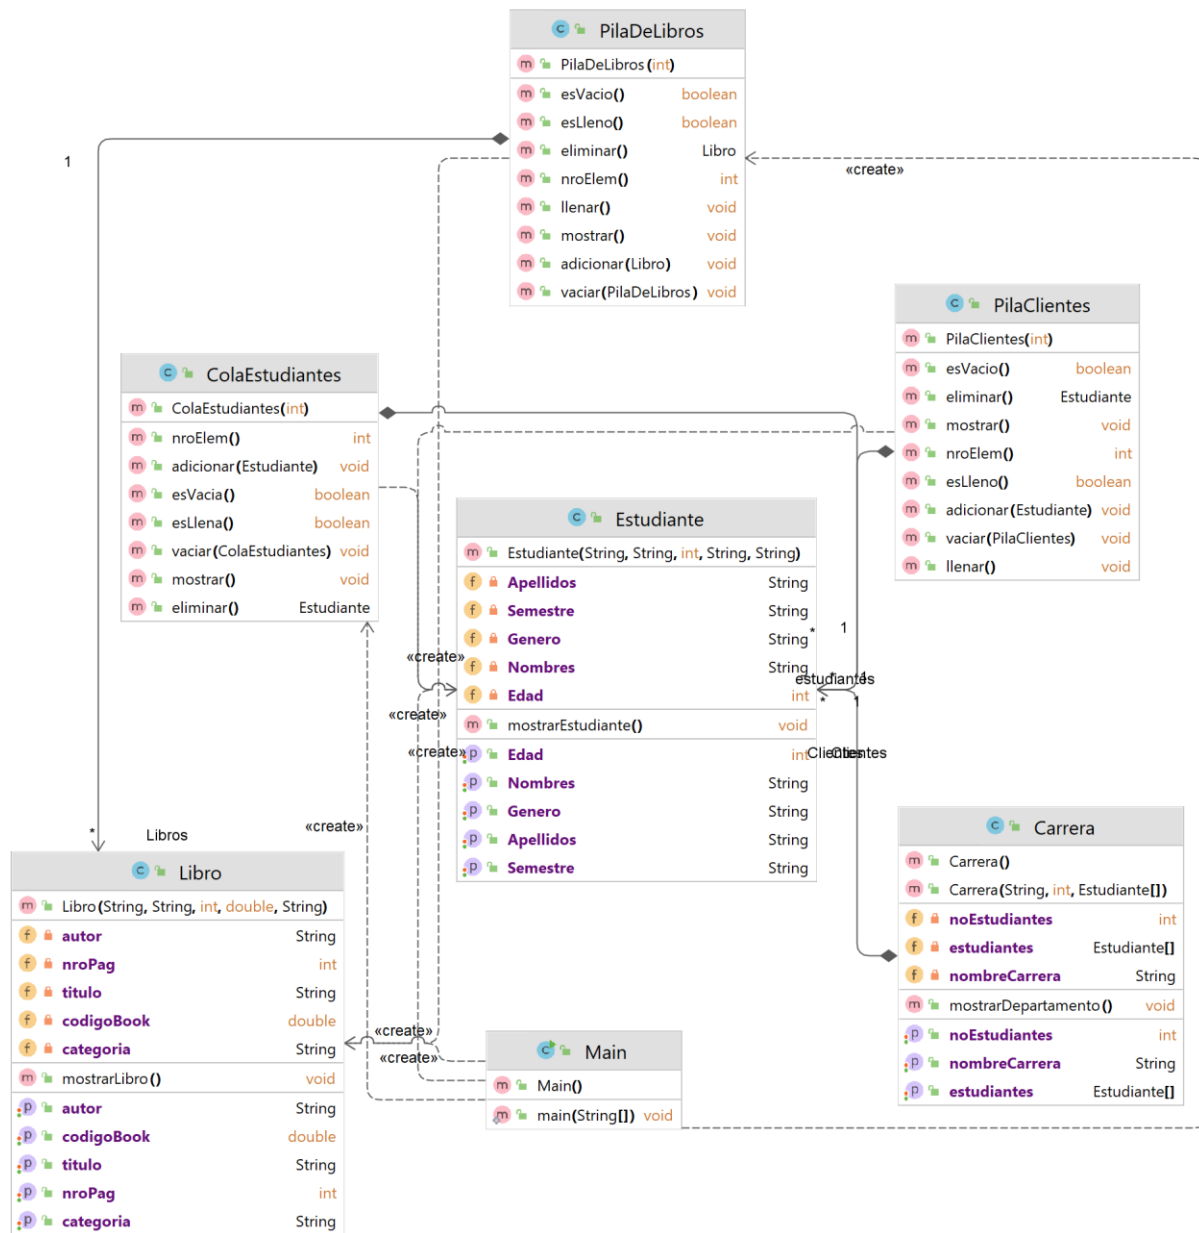 PilaDeLibros
PilaDeLibros(int)
esVacio() boolean
esLleno() boolean
eliminar() Libro
nroElem() int
llenar() void
mostrar() void
adicionar(Libro) void
vaciar(PilaDeLibros) void
1
«create»
PilaClientes
PilaClientes(int)
esVacio() boolean
eliminar() Estudiante
mostrar() void
nroElem() int
esLleno() boolean
adicionar(Estudiante) void
vaciar(PilaClientes) void
llenar() void
ColaEstudiantes
ColaEstudiantes(int)
nroElem() int
adicionar(Estudiante) void
esVacia() boolean
esLlena() boolean
vaciar(ColaEstudiantes) void
mostrar() void
eliminar() Estudiante
Estudiante
Estudiante(String, String, int, String, String)
Apellidos String
Semestre String
Genero String
Nombres String
Edad int
mostrarEstudiante() void
Edad int
Nombres String
Genero String
Apellidos String
Semestre String
* 1
«create»
estudiantes
* 1
«create»
* 1
«create»
Clientes
«create»
* Libros
Libro
Libro(String, String, int, double, String)
autor String
nroPag int
titulo String
codigoBook double
categoria String
mostrarLibro() void
autor String
codigoBook double
titulo String
nroPag int
categoria String
«create»
«create»
Main
Main()
main(String[]) void
Carrera
Carrera()
Carrera(String, int, Estudiante[])
noEstudiantes int
estudiantes Estudiante[]
nombreCarrera String
mostrarDepartamento() void
noEstudiantes int
nombreCarrera String
estudiantes Estudiante[]